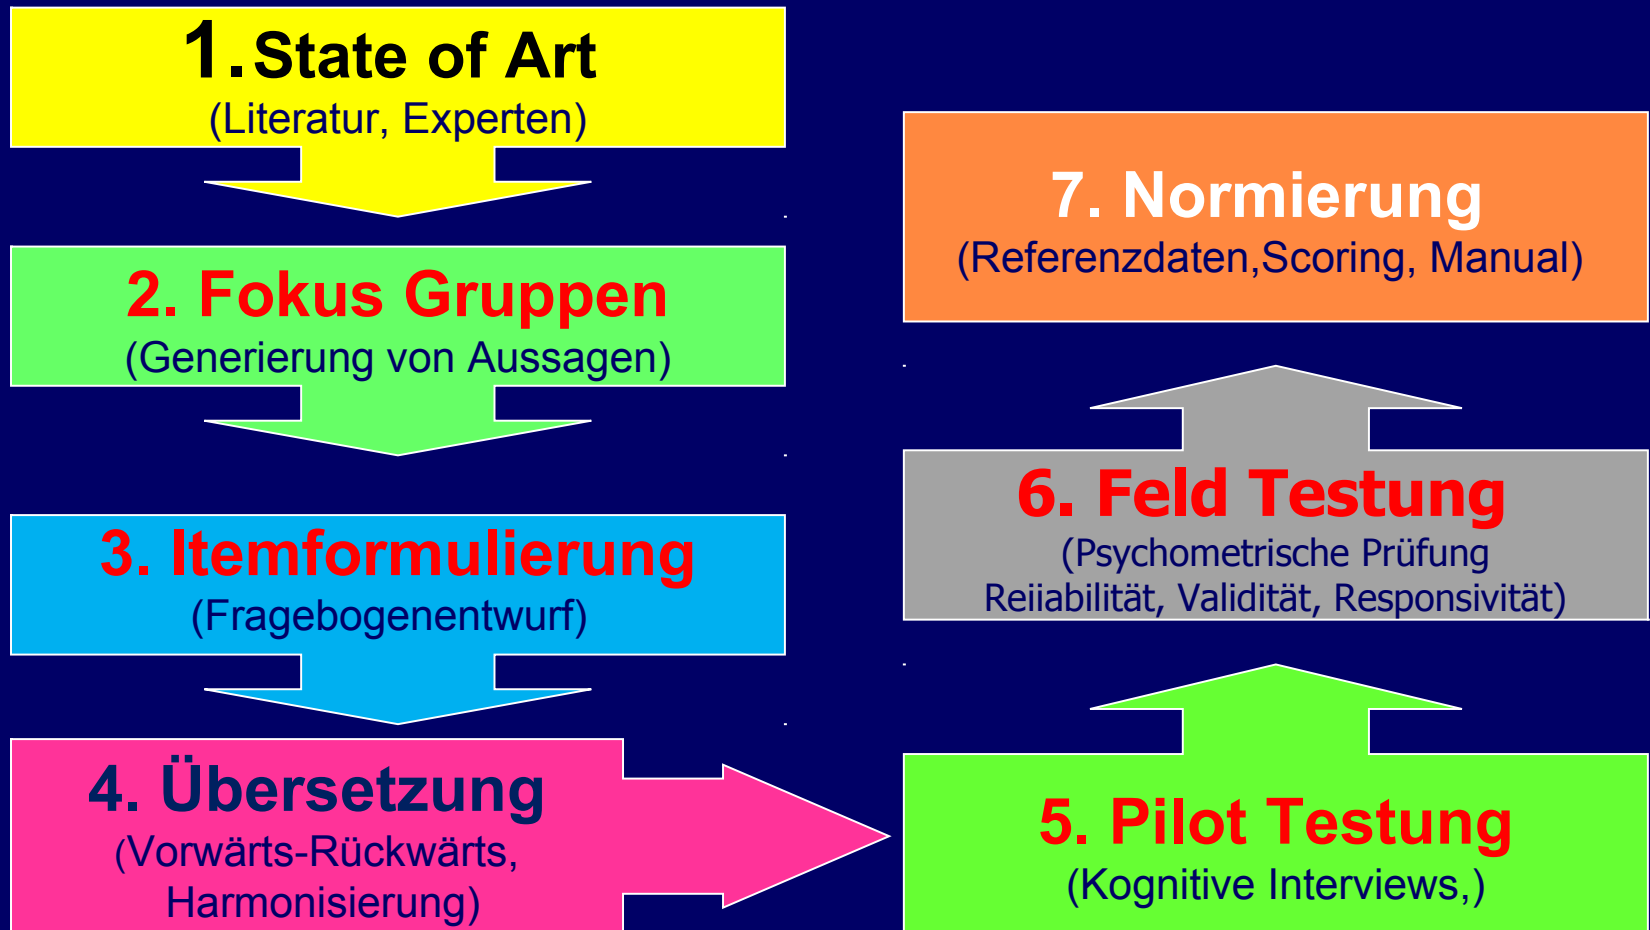 1. State of Art
(Literatur, Experten)
2. Fokus Gruppen
(Generierung von Aussagen)
3. Itemformulierung
(Fragebogenentwurf)
4. Übersetzung
(Vorwärts-Rückwärts,
Harmonisierung)
5. Pilot Testung
(Kognitive Interviews,)
6. Feld Testung
(Psychometrische Prüfung
Reiiabilität, Validität, Responsivität)
7. Normierung
(Referenzdaten,Scoring, Manual)